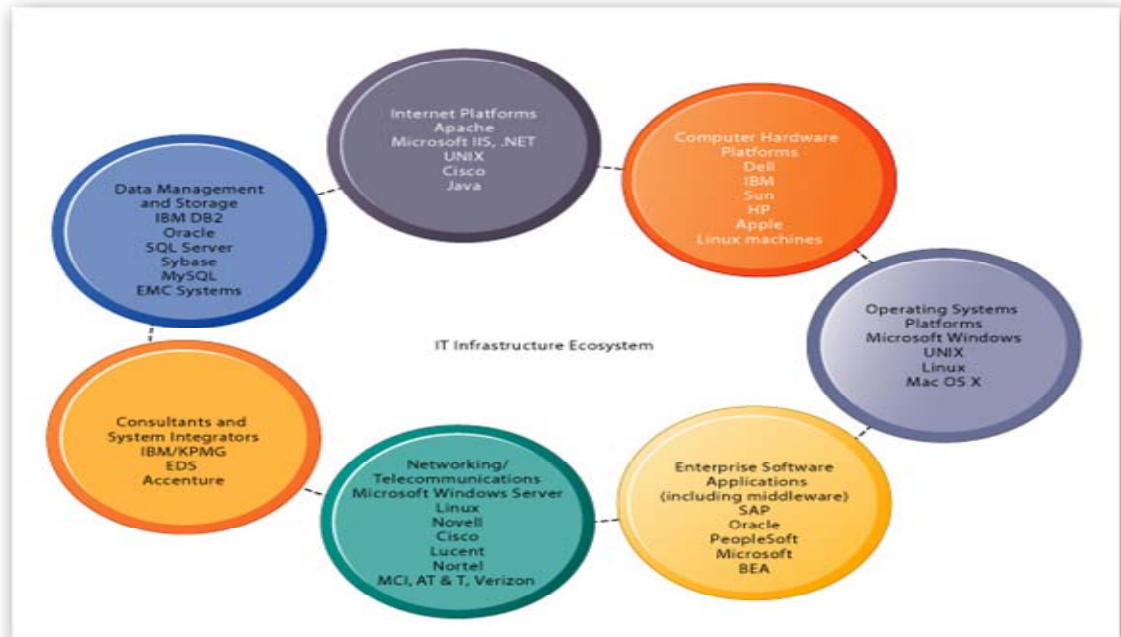 Internet Platforms
Apache
Microsoft IIS, .NET
UNIX
Cisco
Java
Computer Hardware
Platforms
Dell
IBM
Sun
HP
Apple
Linux machines
Data Management
and Storage
IBM DB2
Oracle
SQL Server
Sybase
MySQL
EMC Systems
Operating Systems
Platforms
Microsoft Windows
UNIX
Linux
Mac OS X
IT Infrastructure Ecosystem
Consultants and
System Integrators
IBM/KPMG
EDS
Accenture
Networking/
Telecommunications
Microsoft Windows Server
Linux
Novell
Cisco
Lucent
Nortel
MCI, AT & T, Verizon
Enterprise Software
Applications
(including middleware)
SAP
Oracle
PeopleSoft
Microsoft
BEA